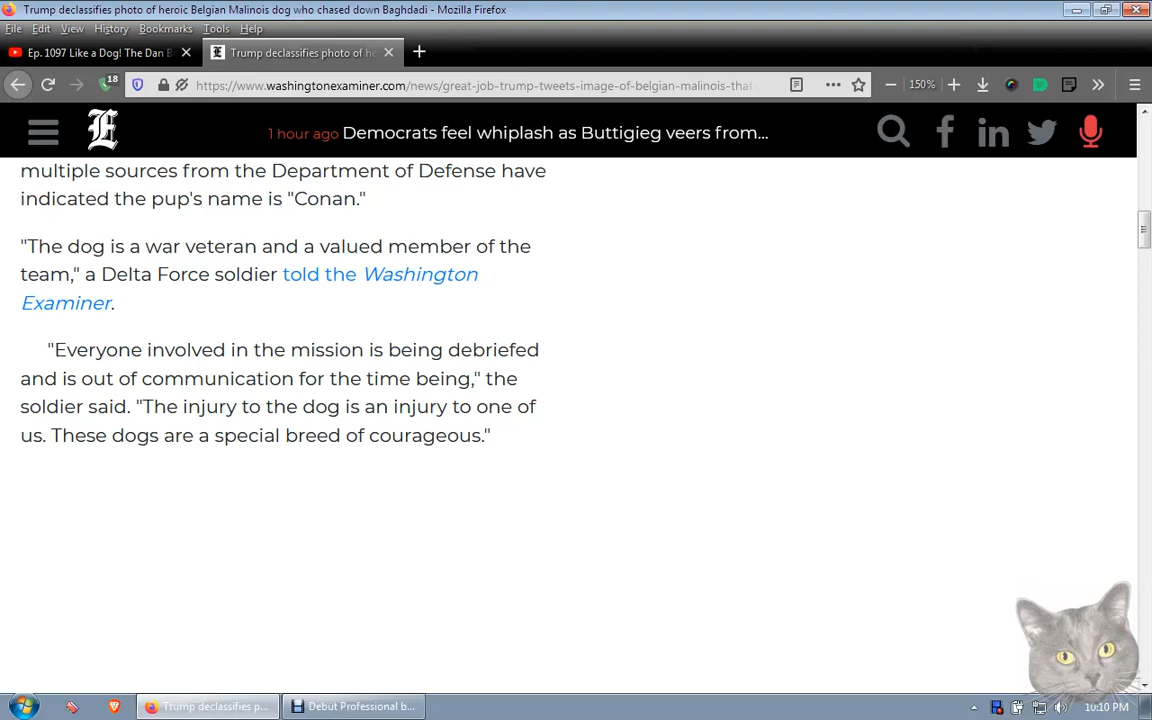 Trump declassifies photo of heroic Belgian Malinois dog who chased down Baghdadi - Mozilla Firefox
File Edit View History Bookmarks Tools Help
Ep. 1097 Like a Dog! The Dan B
Trump declassifies photo of he
18
https://www.washingtonexaminer.com/news/great-job-trump-tweets-image-of-belgian-malinois-that
150%
E
1 hour ago Democrats feel whiplash as Buttigieg veers from...
f in
multiple sources from the Department of Defense have
indicated the pup's name is "Conan."
"The dog is a war veteran and a valued member of the
team," a Delta Force soldier told the Washington
Examiner.
"Everyone involved in the mission is being debriefed
and is out of communication for the time being," the
soldier said. "The injury to the dog is an injury to one of
us. These dogs are a special breed of courageous."
Trump declassifies p...
Debut Professional b...
10:10 PM